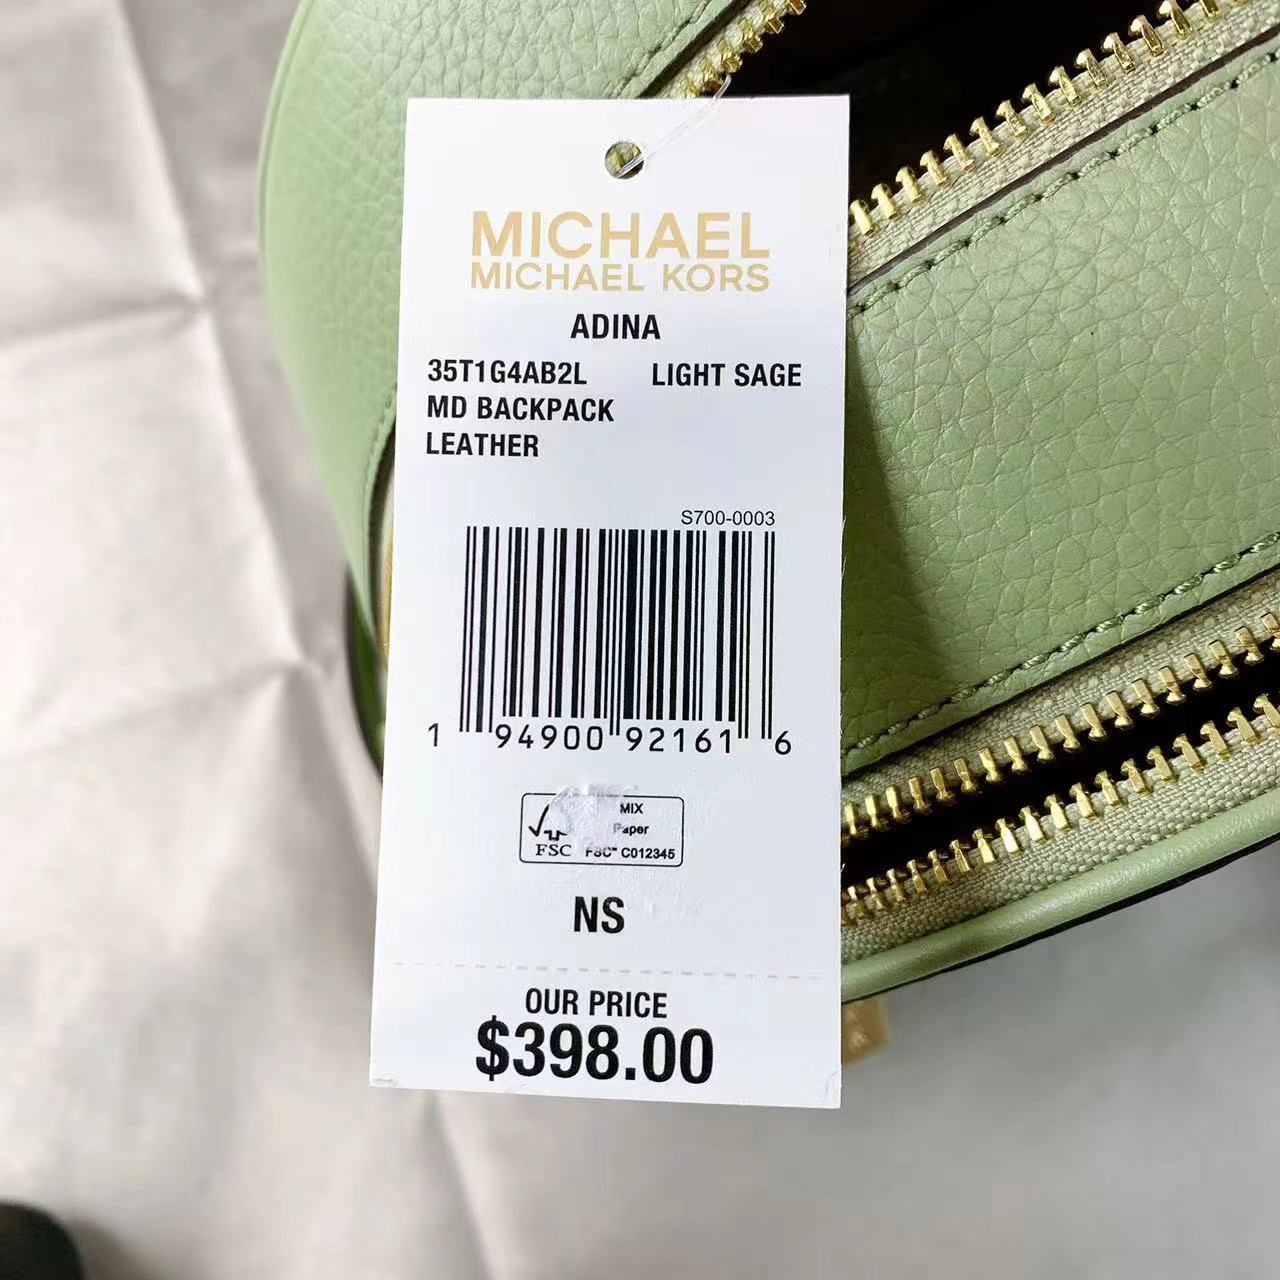 MICHAEL
MICHAEL KORS
ADINA
35T1G4AB2L LIGHT SAGE
MD BACKPACK
LEATHER
S700-0003
1 94900 92161 6
MIX
Paper
FSC FSC™ C012345
NS
OUR PRICE
$398.00